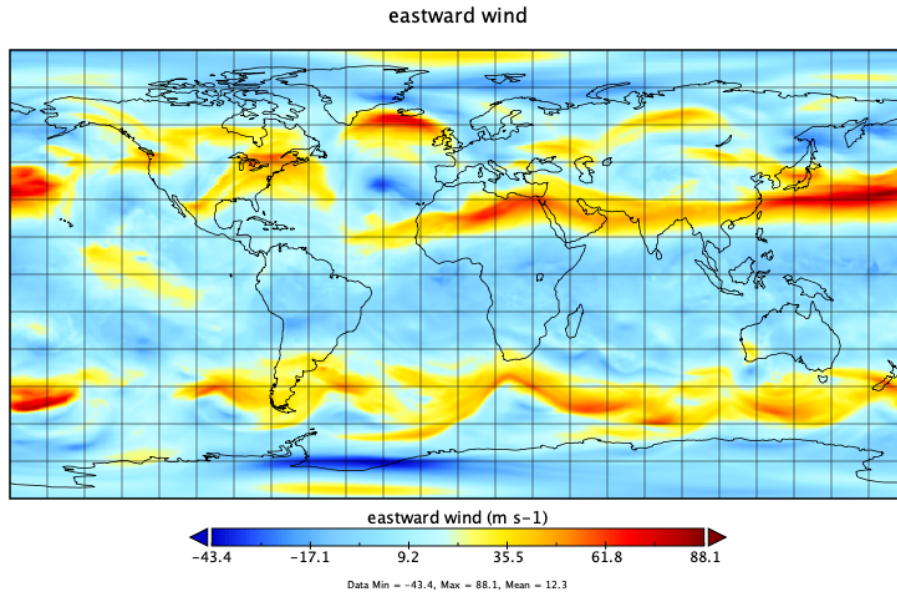 eastward wind
eastward wind (m s−1)
−43.4 −17.1 9.2 35.5 61.8 88.1
Data Min = −43.4, Max = 88.1, Mean = 12.3